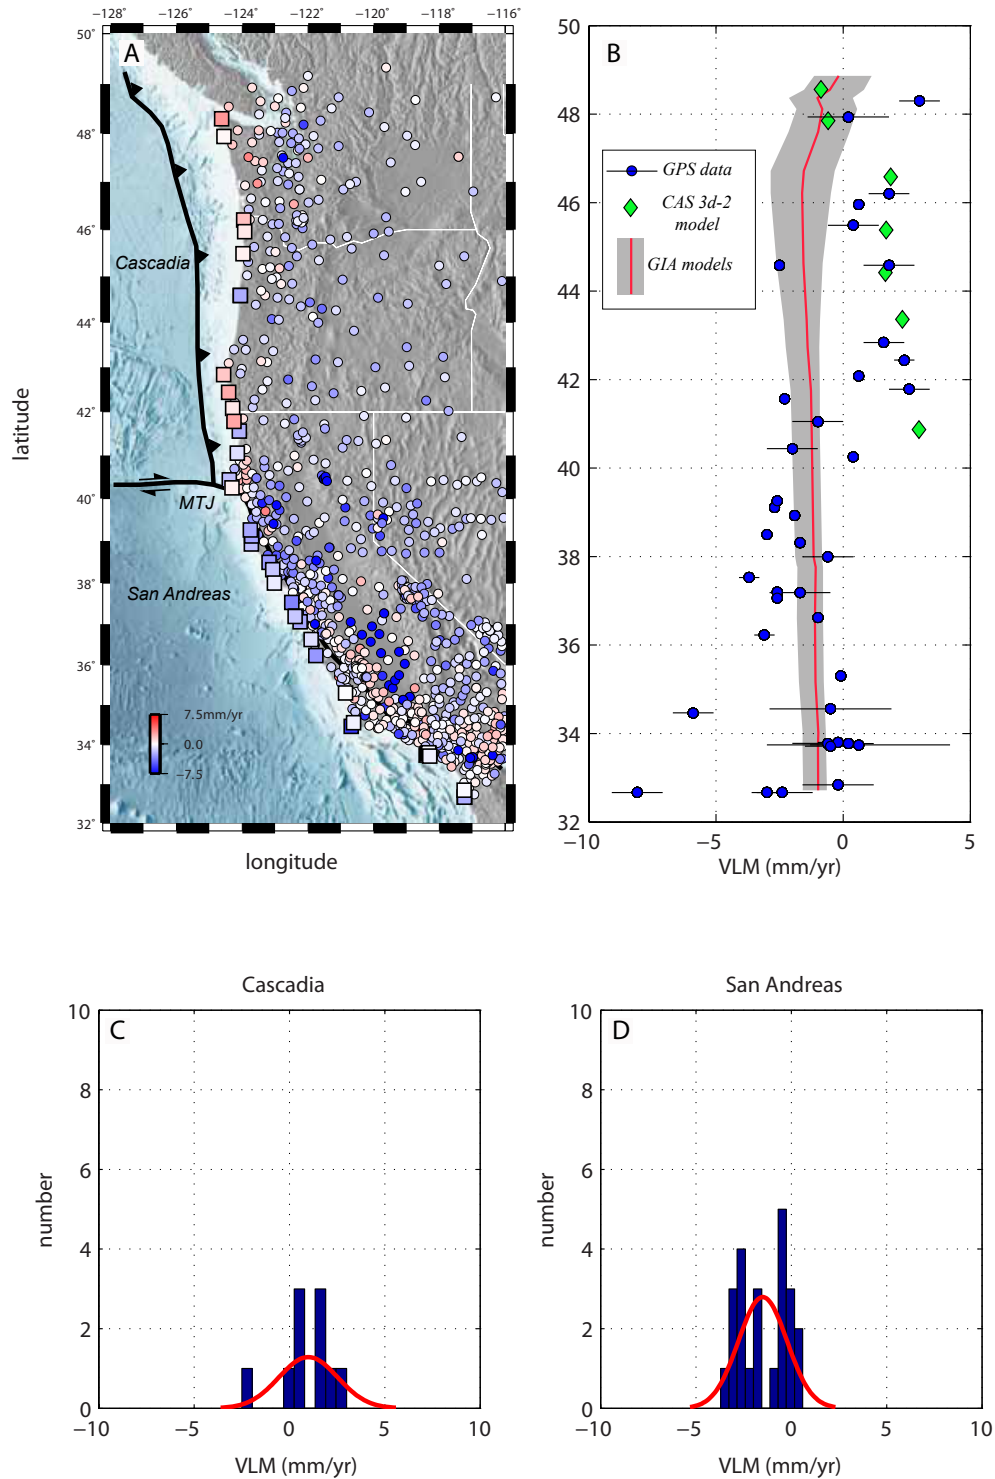 −128° −126° −124° −122° −120° −118° −116°
50°
48°
46°
44°
42°
40°
38°
36°
34°
32°
A
Cascadia
MTJ
San Andreas
7.5mm/yr
0.0
−7.5
latitude
longitude
B
50
48
46
44
42
40
38
36
34
32
GPS data
CAS 3d-2
model
GIA models
−10 −5 0 5
VLM (mm/yr)
Cascadia
C
10
8
6
4
2
0
number
−10 −5 0 5 10
VLM (mm/yr)
San Andreas
D
10
8
6
4
2
0
number
−10 −5 0 5 10
VLM (mm/yr)